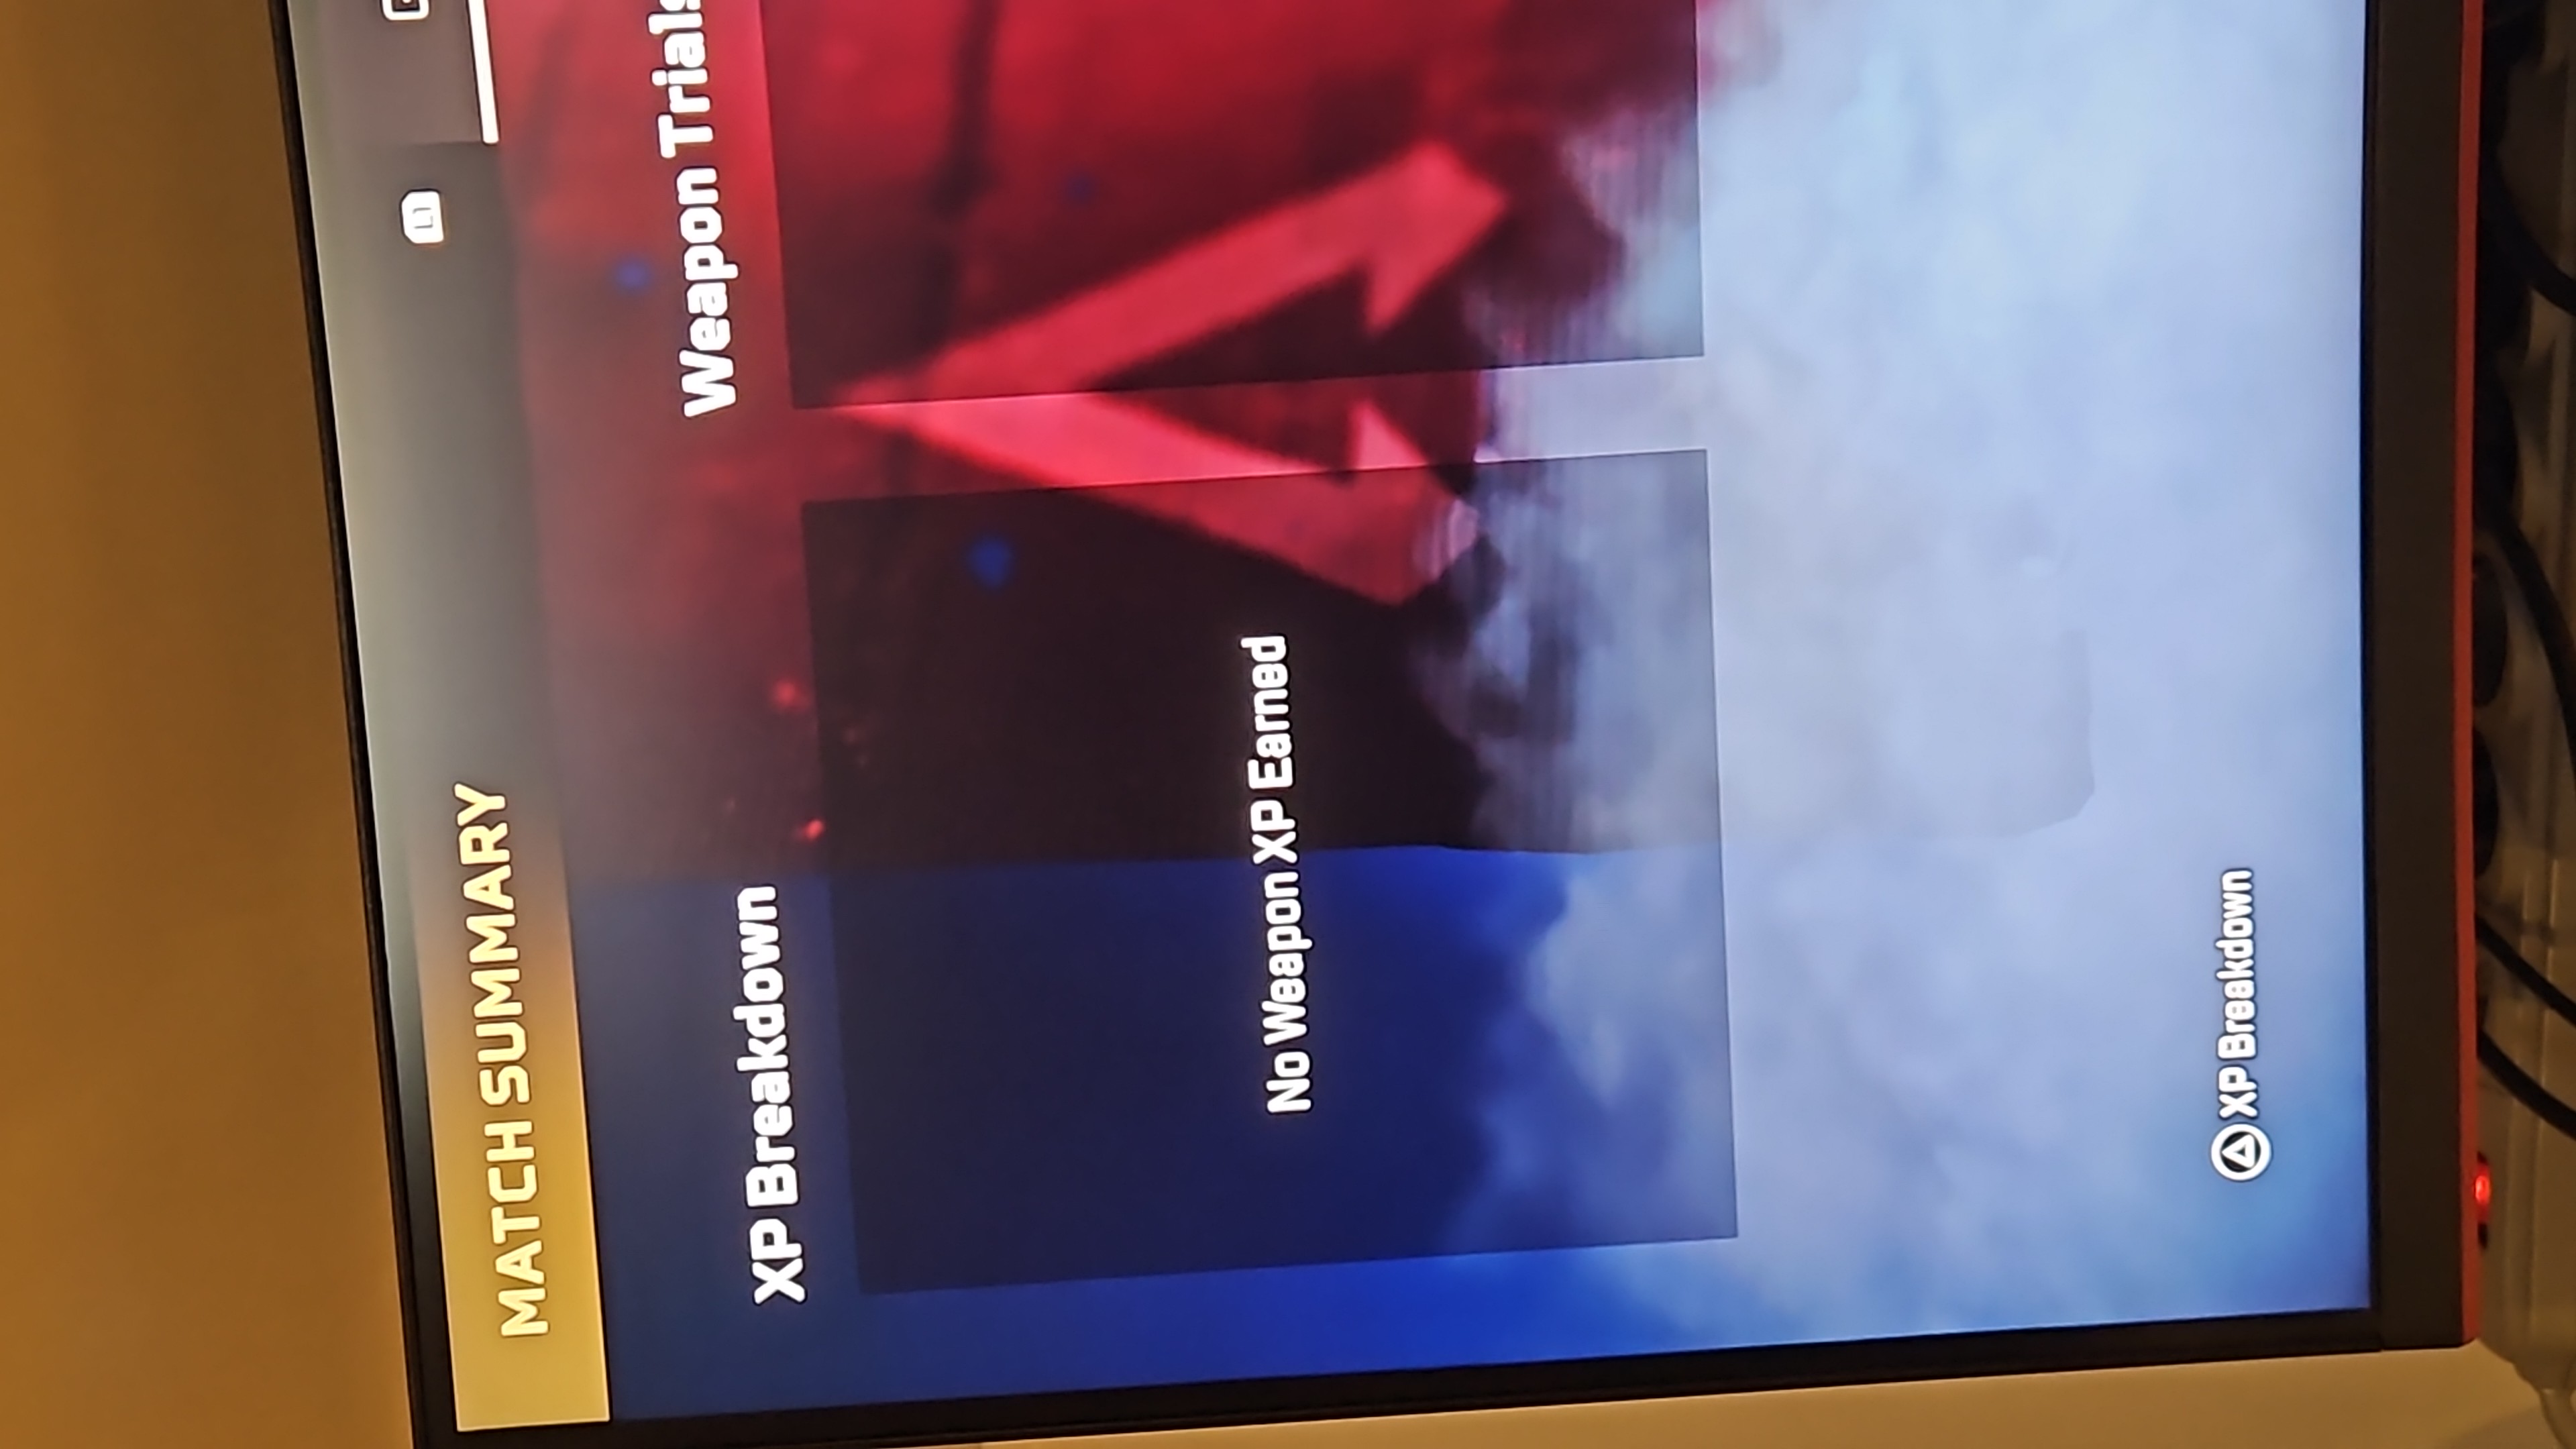 MATCH SUMMARY
L1
XP Breakdown
Weapon Trials
No Weapon XP Earned
XP Breakdown